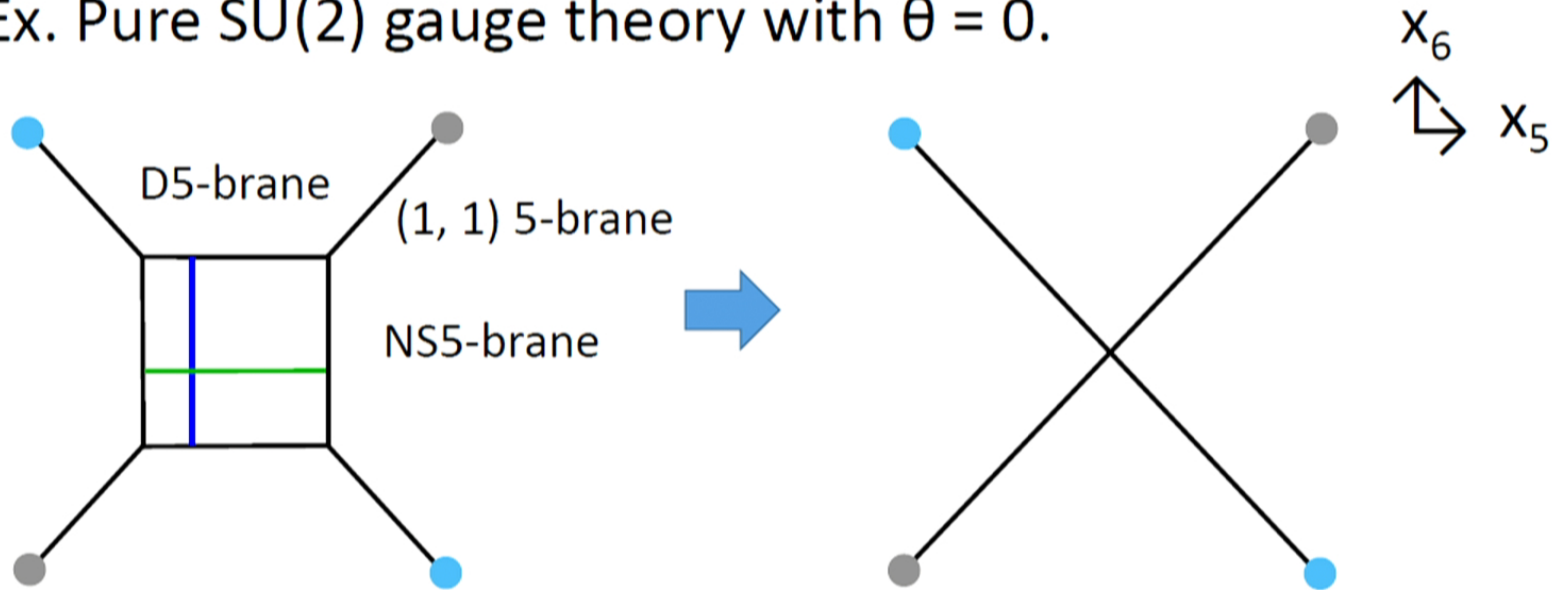 Ex. Pure SU(2) gauge theory with θ = 0.
x₆
x₅
D5-brane
(1, 1) 5-brane
NS5-brane